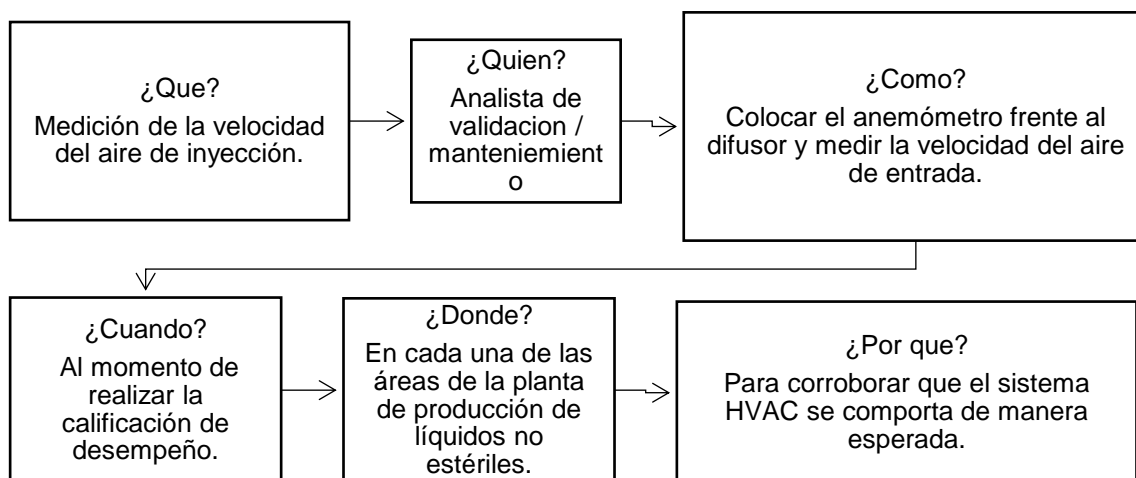 ¿Que?
Medición de la velocidad
del aire de inyección.
¿Quien?
Analista de
validacion /
manteniemient
o
¿Como?
Colocar el anemómetro frente al
difusor y medir la velocidad del aire
de entrada.
¿Cuando?
Al momento de
realizar la
calificación de
desempeño.
¿Donde?
En cada una de las
áreas de la planta
de producción de
líquidos no
estériles.
¿Por que?
Para corroborar que el sistema
HVAC se comporta de manera
esperada.